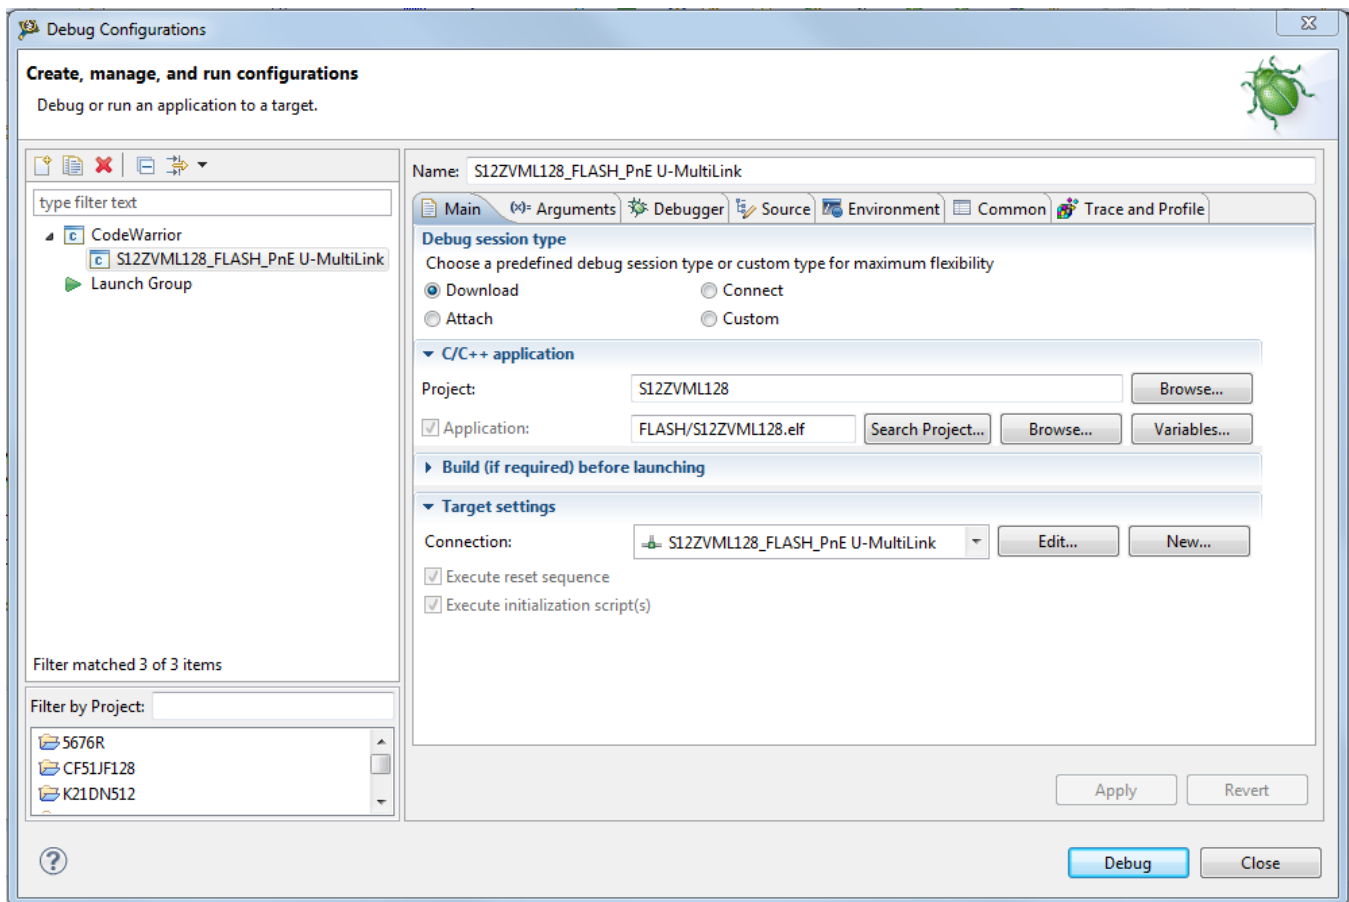 Debug Configurations
Create, manage, and run configurations
Debug or run an application to a target.
type filter text
CodeWarrior
S12ZVML128_FLASH_PnE U-MultiLink
Launch Group
Filter matched 3 of 3 items
Filter by Project:
5676R
CF51JF128
K21DN512
Name: S12ZVML128_FLASH_PnE U-MultiLink
Main (x)= Arguments Debugger Source Environment Common Trace and Profile
Debug session type
Choose a predefined debug session type or custom type for maximum flexibility
Download Connect
Attach Custom
C/C++ application
Project: S12ZVML128 Browse...
Application: FLASH/S12ZVML128.elf Search Project... Browse... Variables...
Build (if required) before launching
Target settings
Connection: S12ZVML128_FLASH_PnE U-MultiLink Edit... New...
Execute reset sequence
Execute initialization script(s)
Apply Revert
Debug Close